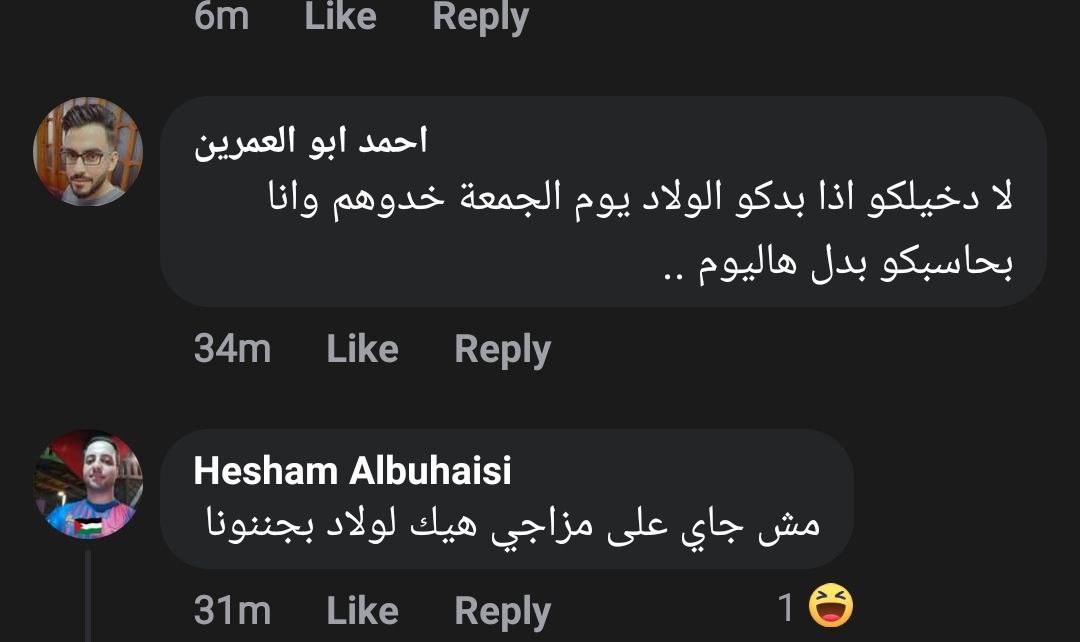 6m Like Reply
احمد ابو العمرين
لا دخيلكو اذا بدكو الولاد يوم الجمعة خدوهم وانا
بحاسبكو بدل هاليوم ..
34m Like Reply
Hesham Albuhaisi
مش جاي على مزاجي هيك لولاد بجننونا
31m Like Reply 1 😆